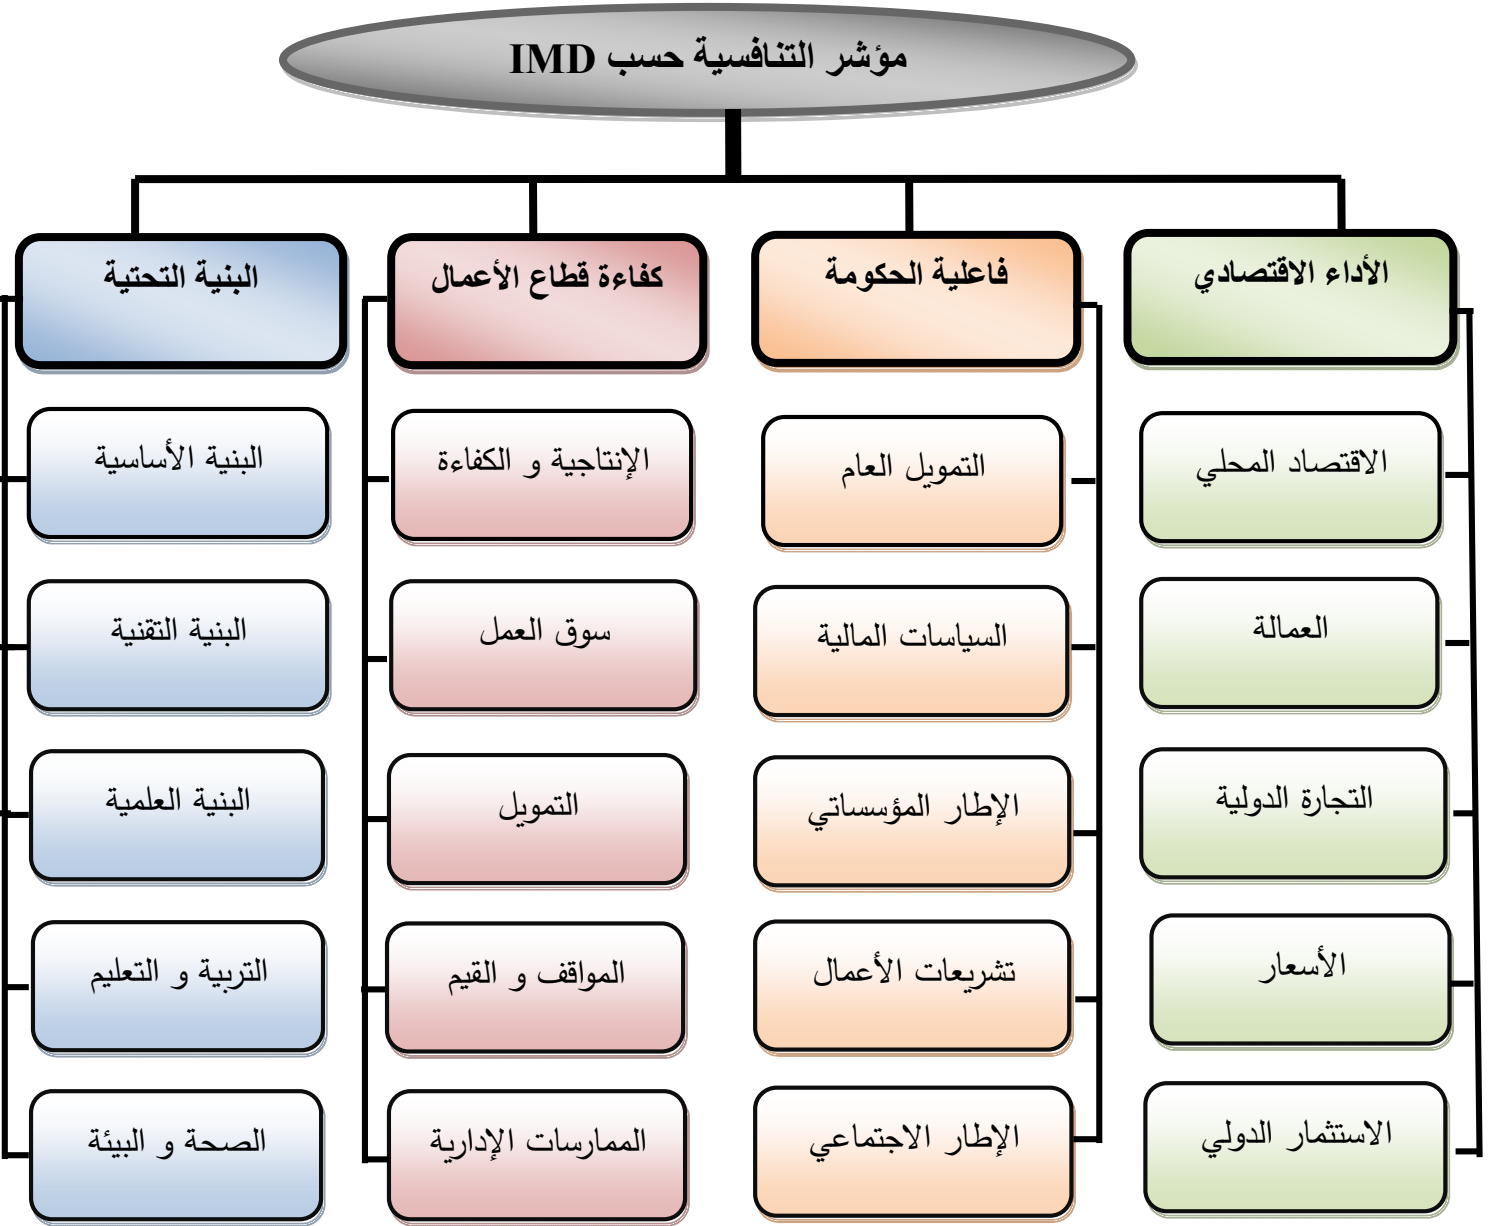 مؤشر التنافسية حسب IMD
الأداء الاقتصادي
فاعلية الحكومة
كفاءة قطاع الأعمال
البنية التحتية
الاقتصاد المحلي
التمويل العام
الإنتاجية و الكفاءة
البنية الأساسية
العمالة
السياسات المالية
سوق العمل
البنية التقنية
التجارة الدولية
الإطار المؤسساتي
التمويل
البنية العلمية
الأسعار
تشريعات الأعمال
المواقف و القيم
التربية و التعليم
الاستثمار الدولي
الإطار الاجتماعي
الممارسات الإدارية
الصحة و البيئة